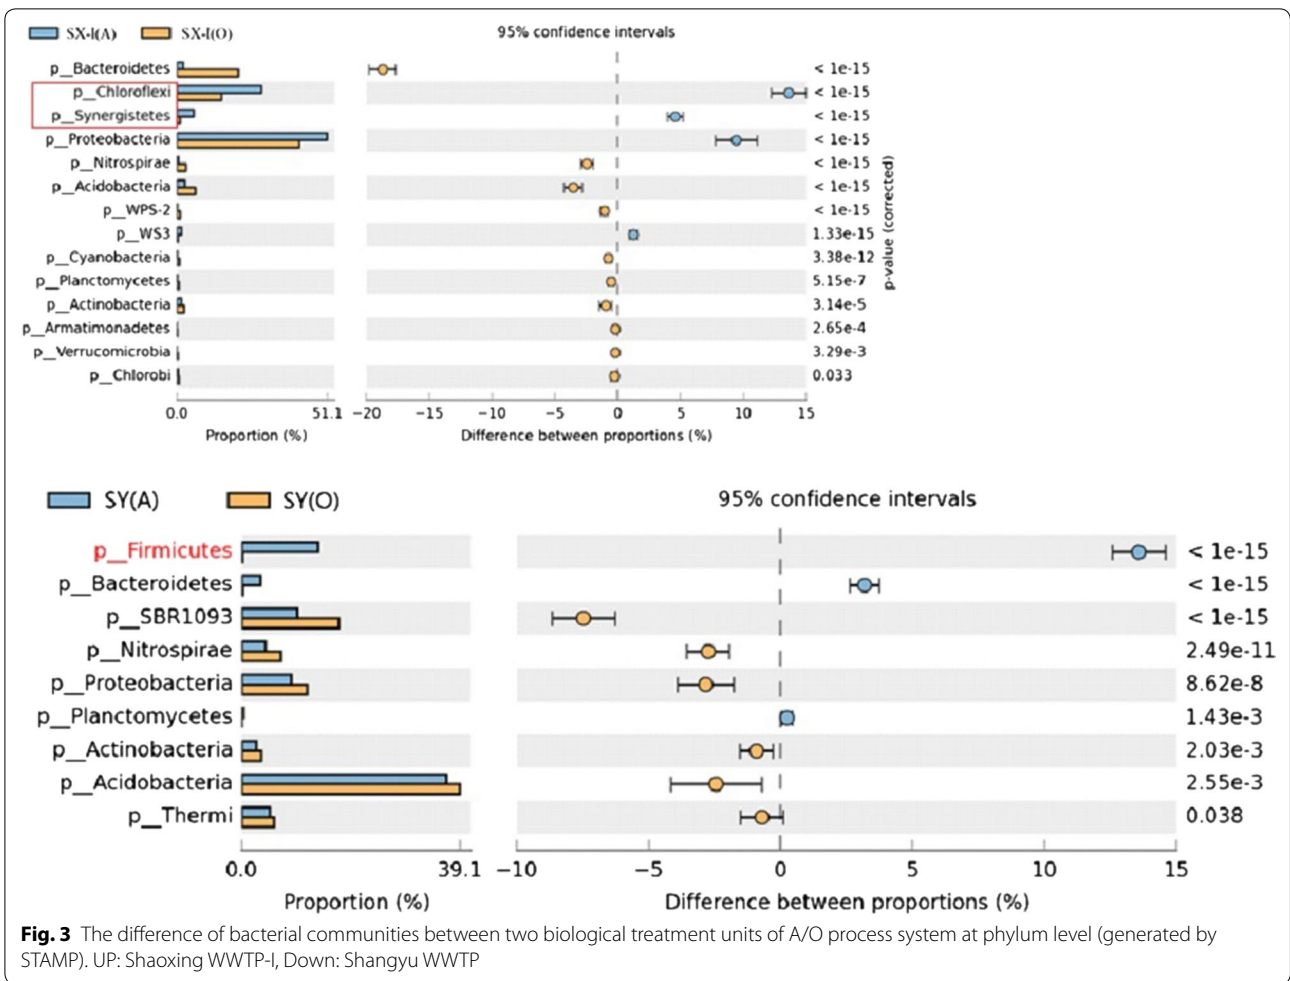 SX-I(A) SX-I(O) 95% confidence intervals
p__Bacteroidetes < 1e-15
p__Chloroflexi < 1e-15
p__Synergistetes < 1e-15
p__Proteobacteria < 1e-15
p__Nitrospirae < 1e-15
p__Acidobacteria < 1e-15
p__WPS-2 < 1e-15
p__WS3 1.33e-15
p__Cyanobacteria 3.38e-12
p__Planctomycetes 5.15e-7
p__Actinobacteria 3.14e-5
p__Armatimonadetes 2.65e-4
p__Verrucomicrobia 3.29e-3
p__Chlorobi 0.033
p-value (corrected)
0.0 51.1 −20 −15 −10 −5 0 5 10 15
Proportion (%) Difference between proportions (%)
SY(A) SY(O) 95% confidence intervals
p__Firmicutes < 1e-15
p__Bacteroidetes < 1e-15
p__SBR1093 < 1e-15
p__Nitrospirae 2.49e-11
p__Proteobacteria 8.62e-8
p__Planctomycetes 1.43e-3
p__Actinobacteria 2.03e-3
p__Acidobacteria 2.55e-3
p__Thermi 0.038
0.0 39.1 −10 −5 0 5 10 15
Proportion (%) Difference between proportions (%)
Fig. 3 The difference of bacterial communities between two biological treatment units of A/O process system at phylum level (generated by
STAMP). UP: Shaoxing WWTP-I, Down: Shangyu WWTP